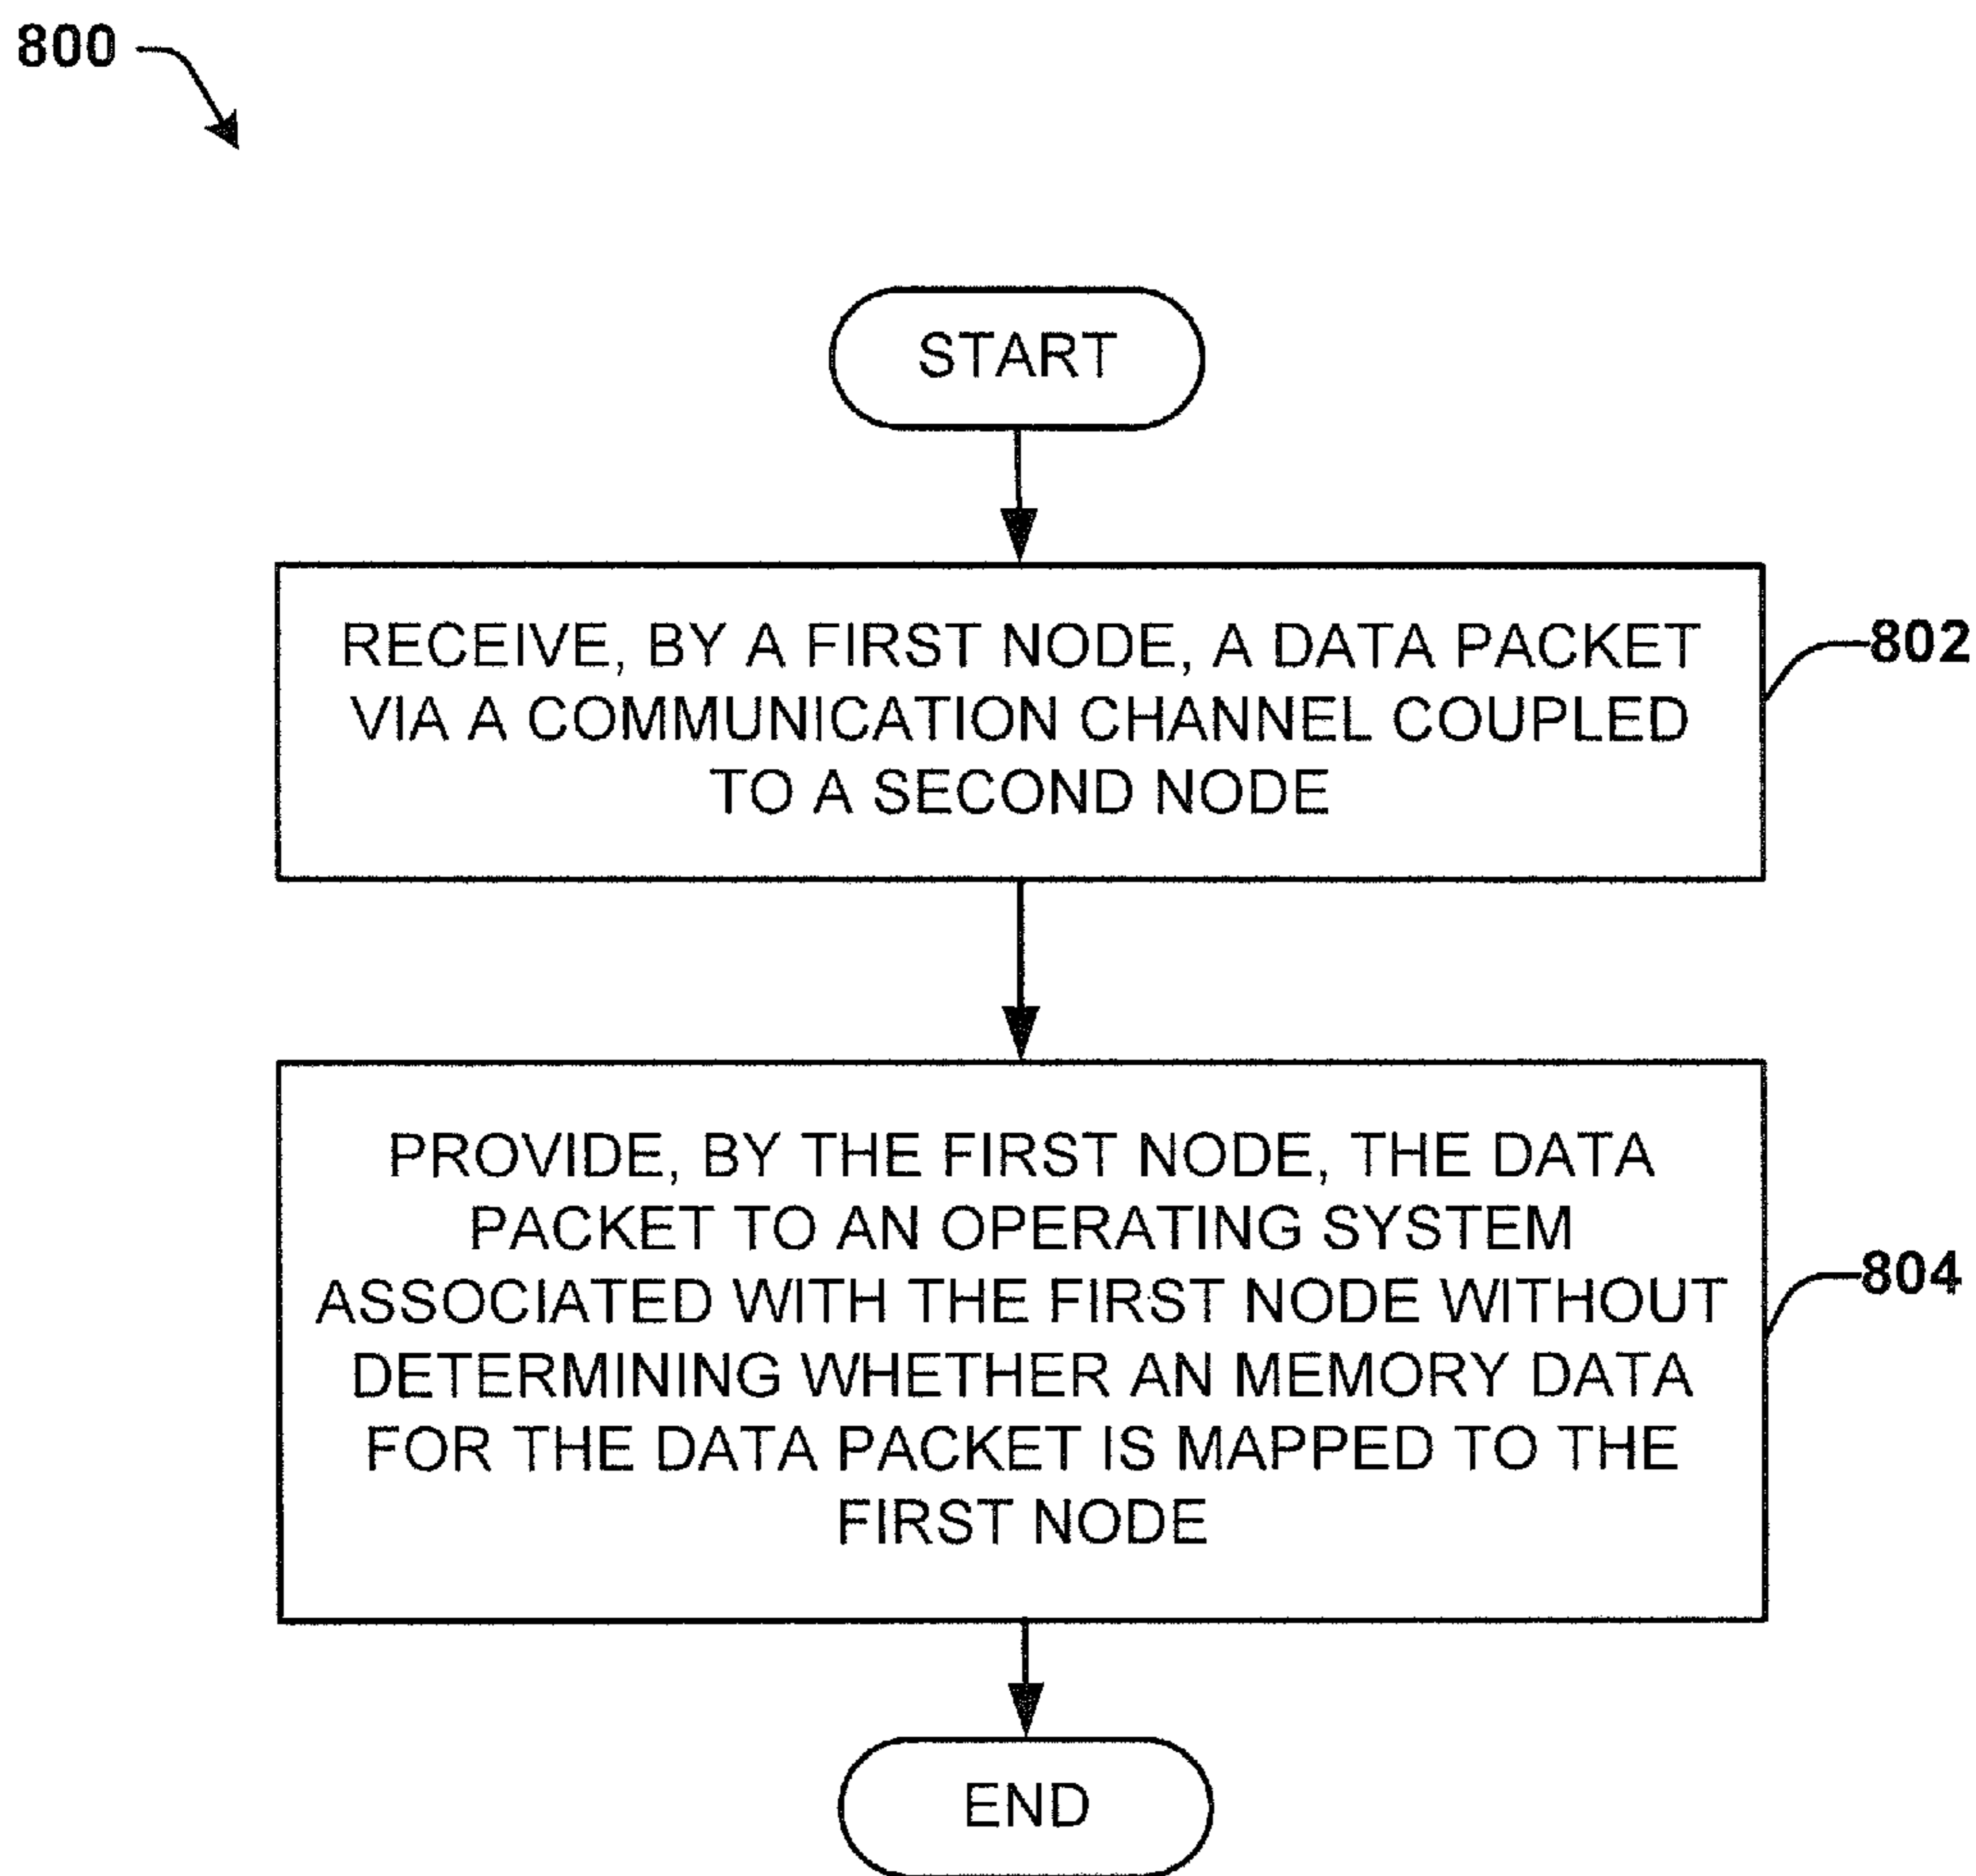 800
START
RECEIVE, BY A FIRST NODE, A DATA PACKET
VIA A COMMUNICATION CHANNEL COUPLED
TO A SECOND NODE
802
PROVIDE, BY THE FIRST NODE, THE DATA
PACKET TO AN OPERATING SYSTEM
ASSOCIATED WITH THE FIRST NODE WITHOUT
DETERMINING WHETHER AN MEMORY DATA
FOR THE DATA PACKET IS MAPPED TO THE
FIRST NODE
804
END